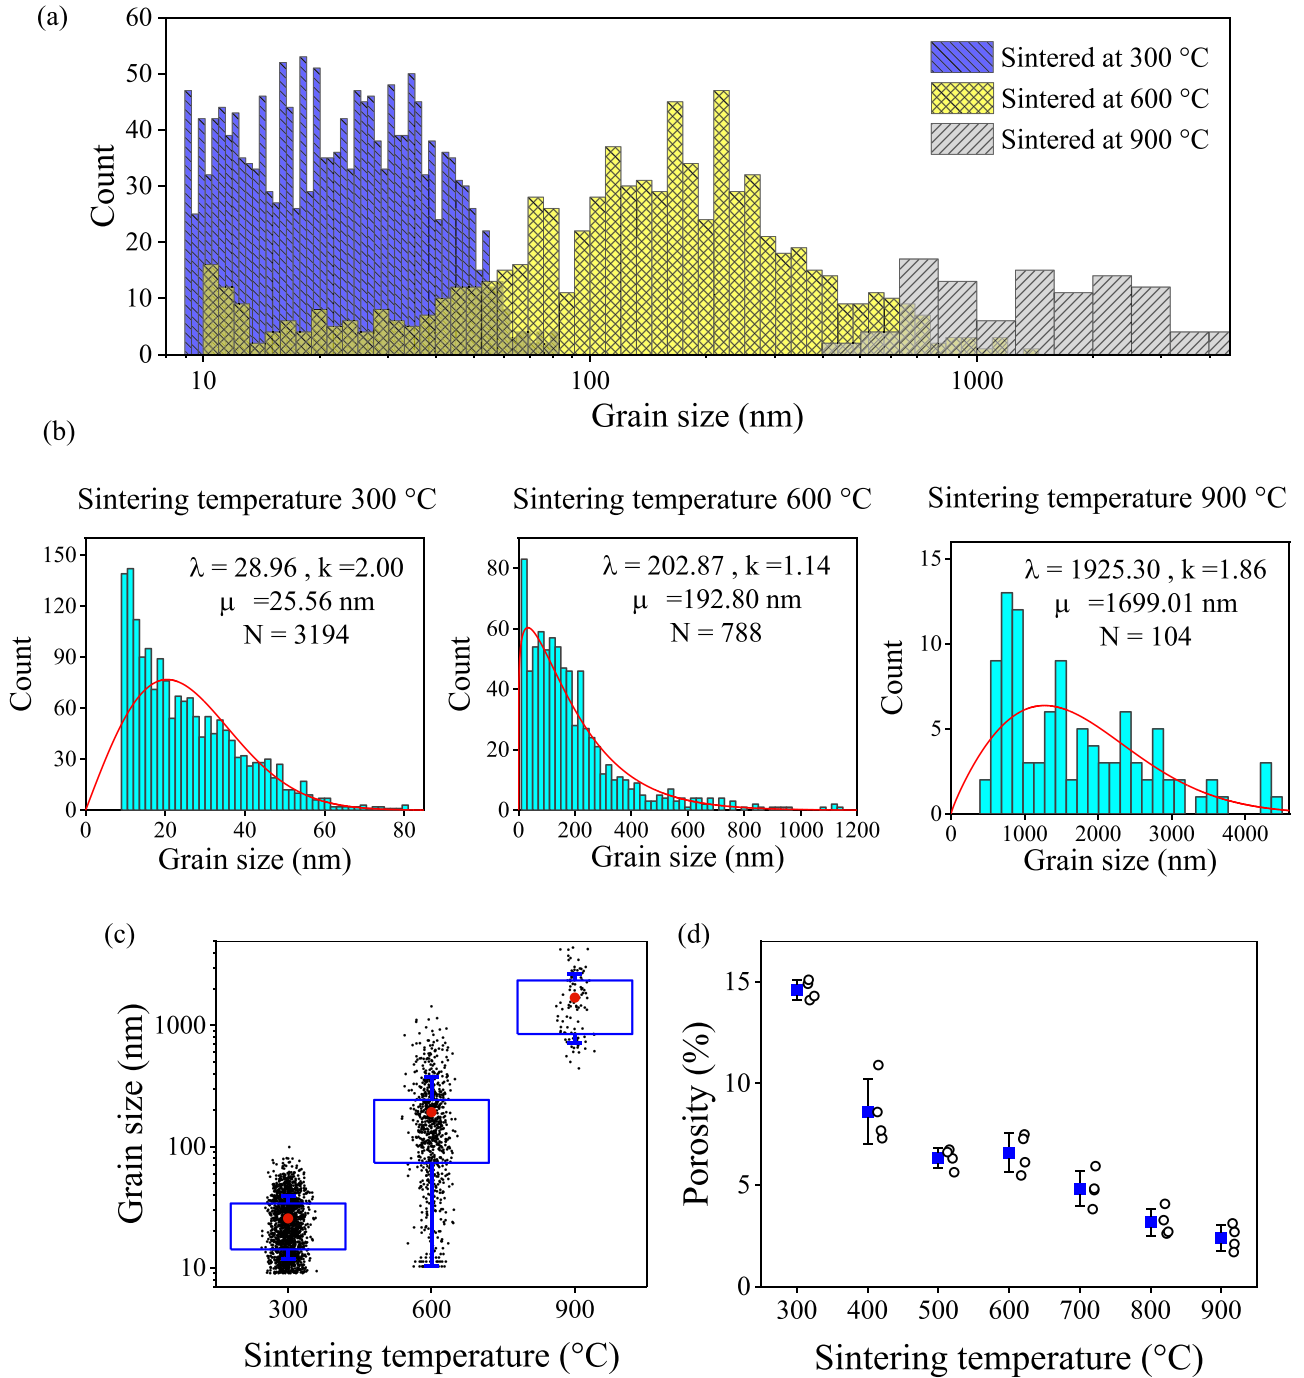 (a)
60
50
40
30
20
10
0
Count
Sintered at 300 °C
Sintered at 600 °C
Sintered at 900 °C
10 100 1000
Grain size (nm)
(b)
Sintering temperature 300 °C
150
120
90
60
30
0
Count
λ = 28.96 , k =2.00
μ =25.56 nm
N = 3194
0 20 40 60 80
Grain size (nm)
Sintering temperature 600 °C
80
60
40
20
0
Count
λ = 202.87 , k =1.14
μ =192.80 nm
N = 788
0 200 400 600 800 1000 1200
Grain size (nm)
Sintering temperature 900 °C
15
10
5
0
Count
λ = 1925.30 , k =1.86
μ =1699.01 nm
N = 104
0 1000 2000 3000 4000
Grain size (nm)
(c)
1000
100
10
Grain size (nm)
300 600 900
Sintering temperature (°C)
(d)
15
10
5
0
Porosity (%)
300 400 500 600 700 800 900
Sintering temperature (°C)